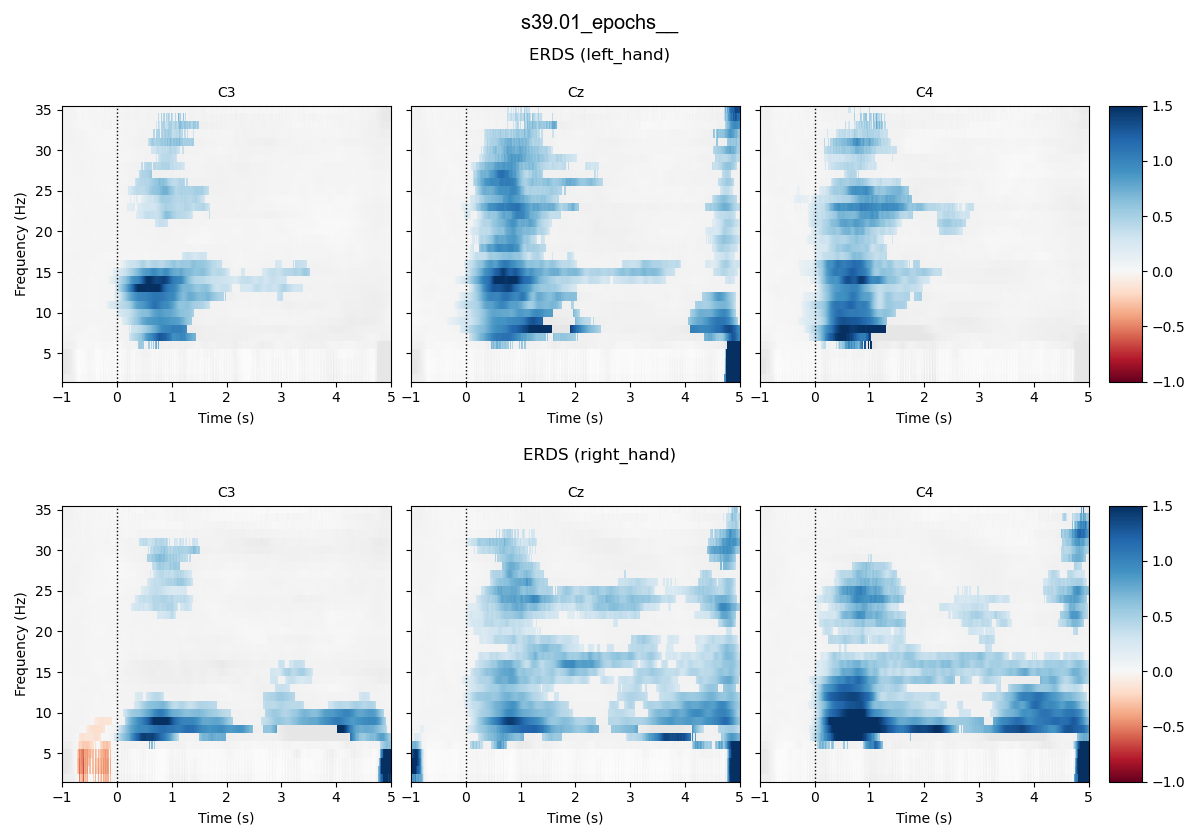 s39.01_epochs__
ERDS (left_hand)
C3 Cz C4
35
30
25
20
15
10
5
Frequency (Hz)
−1 0 1 2 3 4 5
−1 0 1 2 3 4 5
−1 0 1 2 3 4 5
Time (s) Time (s) Time (s)
1.5
1.0
0.5
0.0
−0.5
−1.0
ERDS (right_hand)
C3 Cz C4
35
30
25
20
15
10
5
Frequency (Hz)
−1 0 1 2 3 4 5
−1 0 1 2 3 4 5
−1 0 1 2 3 4 5
Time (s) Time (s) Time (s)
1.5
1.0
0.5
0.0
−0.5
−1.0